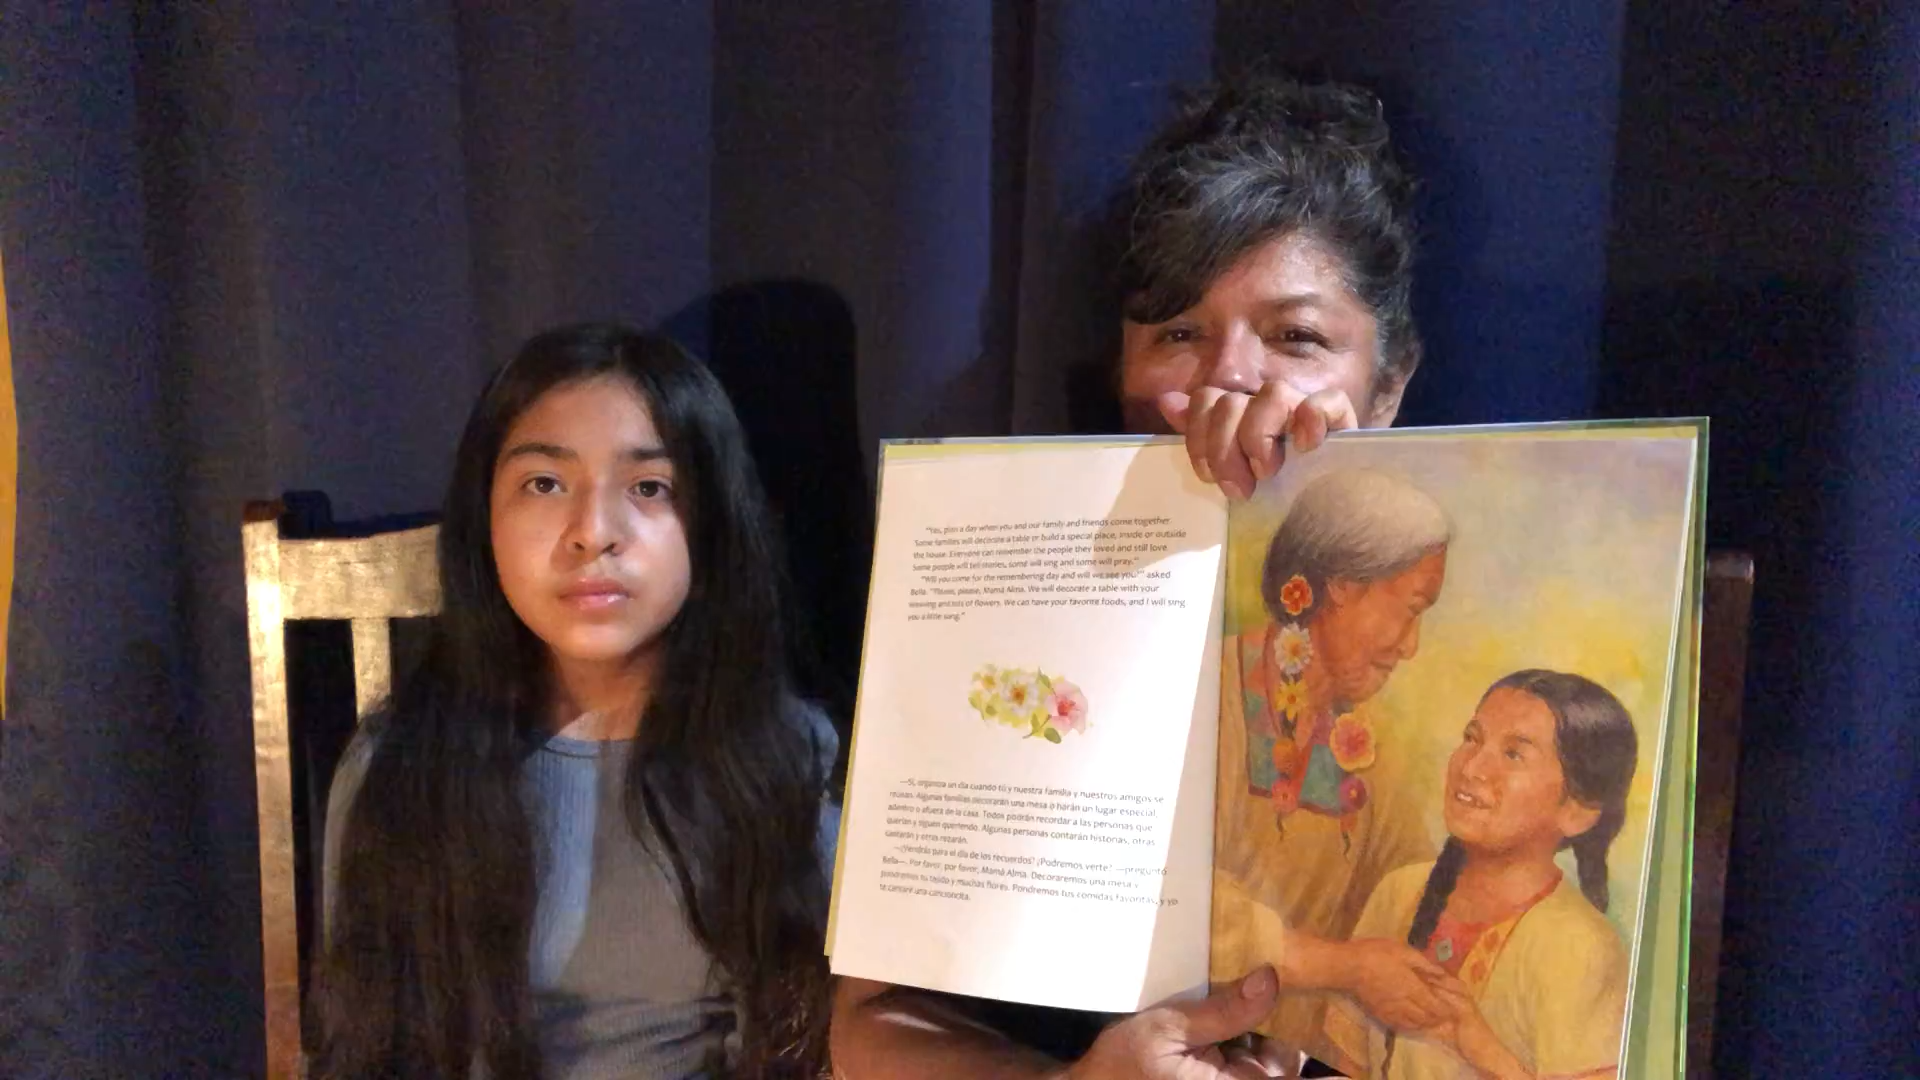 "Yes, plan a day when you and our family and friends come together.
Some families will decorate a table or build a special place, inside or outside
the house. Everyone can remember the people they loved and still love.
Some people will tell stories, some will sing and some will pray."
"Will you come for the remembering day and will we see you?" asked
Bella. "Please, please, Mamá Alma. We will decorate a table with your
weaving and lots of flowers. We can have your favorite foods, and I will sing
you a little song."
—Sí, organiza un día cuando tú y nuestra familia y nuestros amigos se
reúnan. Algunas familias decorarán una mesa o harán un lugar especial,
adentro o afuera de la casa. Todos podrán recordar a las personas que
querían y siguen queriendo. Algunas personas contarán historias, otras
cantarán y otras rezarán.
—¿Vendrás para el día de los recuerdos? ¿Podremos verte? —preguntó
Bella—. Por favor, por favor, Mamá Alma. Decoraremos una mesa y
pondremos tu tejido y muchas flores. Pondremos tus comidas favoritas, y yo
te cantaré una cancioncita.